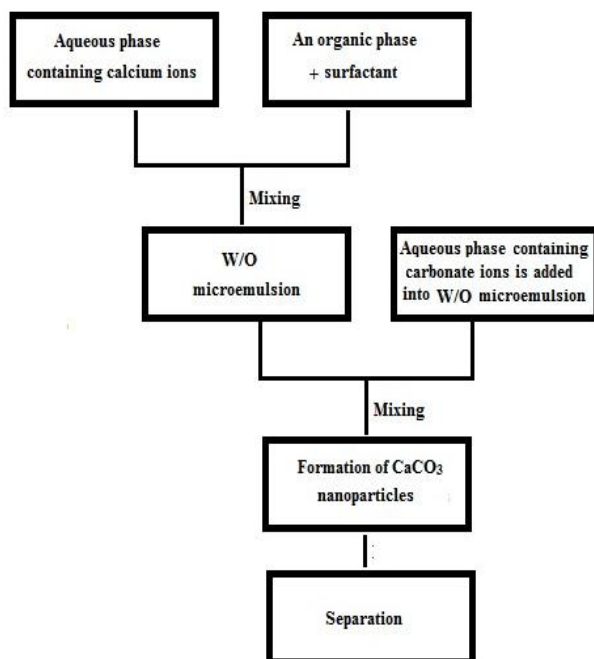 Aqueous phase
containing calcium ions
An organic phase
+ surfactant
Mixing
W/O
microemulsion
Aqueous phase containing
carbonate ions is added
into W/O microemulsion
Mixing
Formation of CaCO₃
nanoparticles
Separation